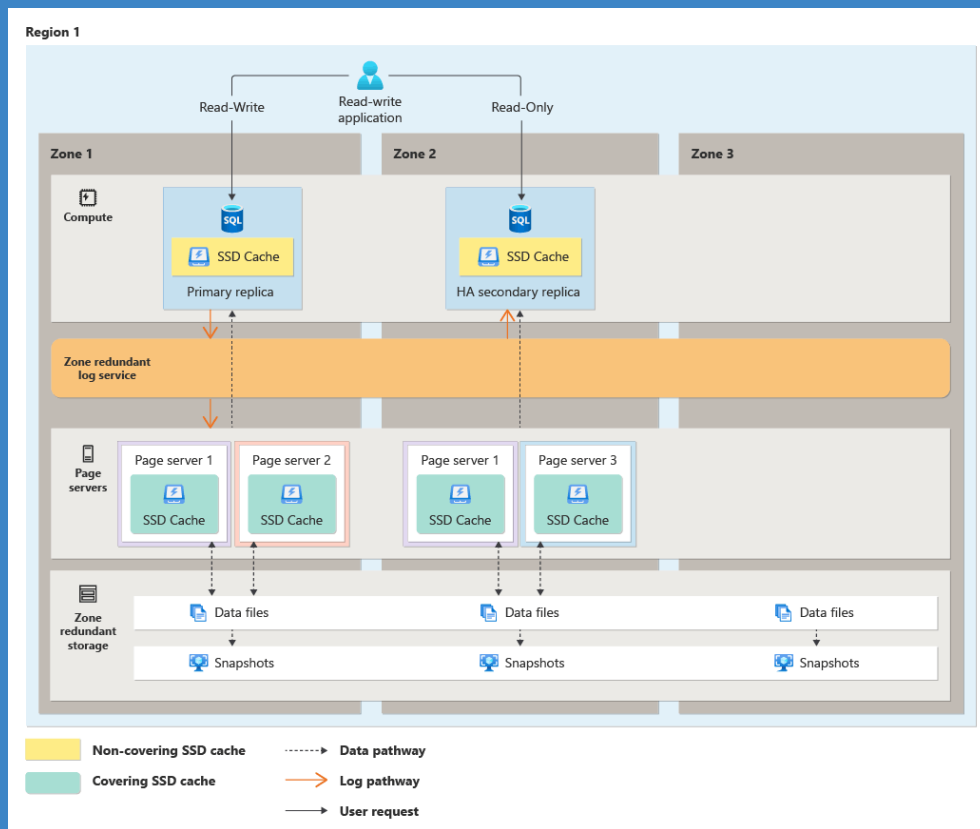 Region 1
Read-Write
Read-write
application
Read-Only
Zone 1
Zone 2
Zone 3
Compute
SQL
SQL
SSD Cache
SSD Cache
Primary replica
HA secondary replica
Zone redundant
log service
Page
servers
Page server 1
Page server 2
Page server 1
Page server 3
SSD Cache
SSD Cache
SSD Cache
SSD Cache
Zone
redundant
storage
Data files
Data files
Data files
Snapshots
Snapshots
Snapshots
Non-covering SSD cache
Data pathway
Covering SSD cache
Log pathway
User request